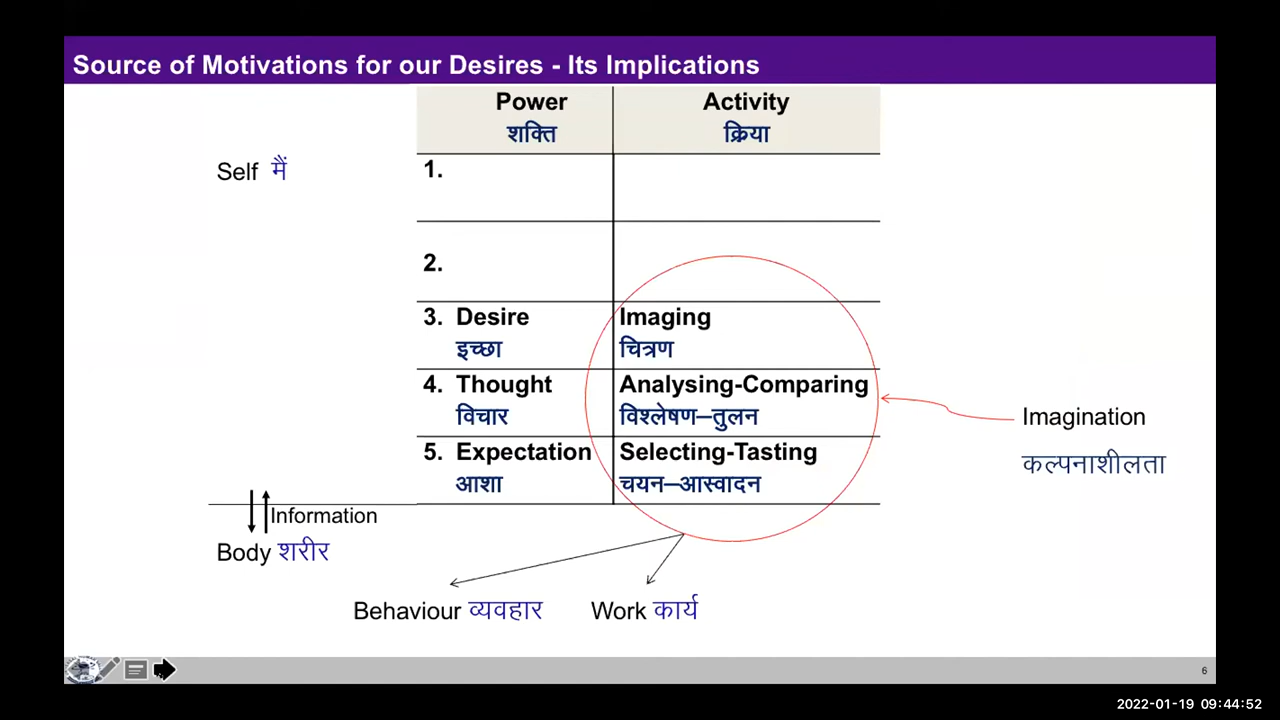 Source of Motivations for our Desires - Its Implications
Power Activity
शक्ति क्रिया
Self मैं
1.
2.
3. Desire Imaging
इच्छा चित्रण
4. Thought Analysing-Comparing
विचार विश्लेषण–तुलन
Imagination
कल्पनाशीलता
5. Expectation Selecting-Tasting
आशा चयन–आस्वादन
Information
Body शरीर
Behaviour व्यवहार Work कार्य
6
2022-01-19 09:44:52